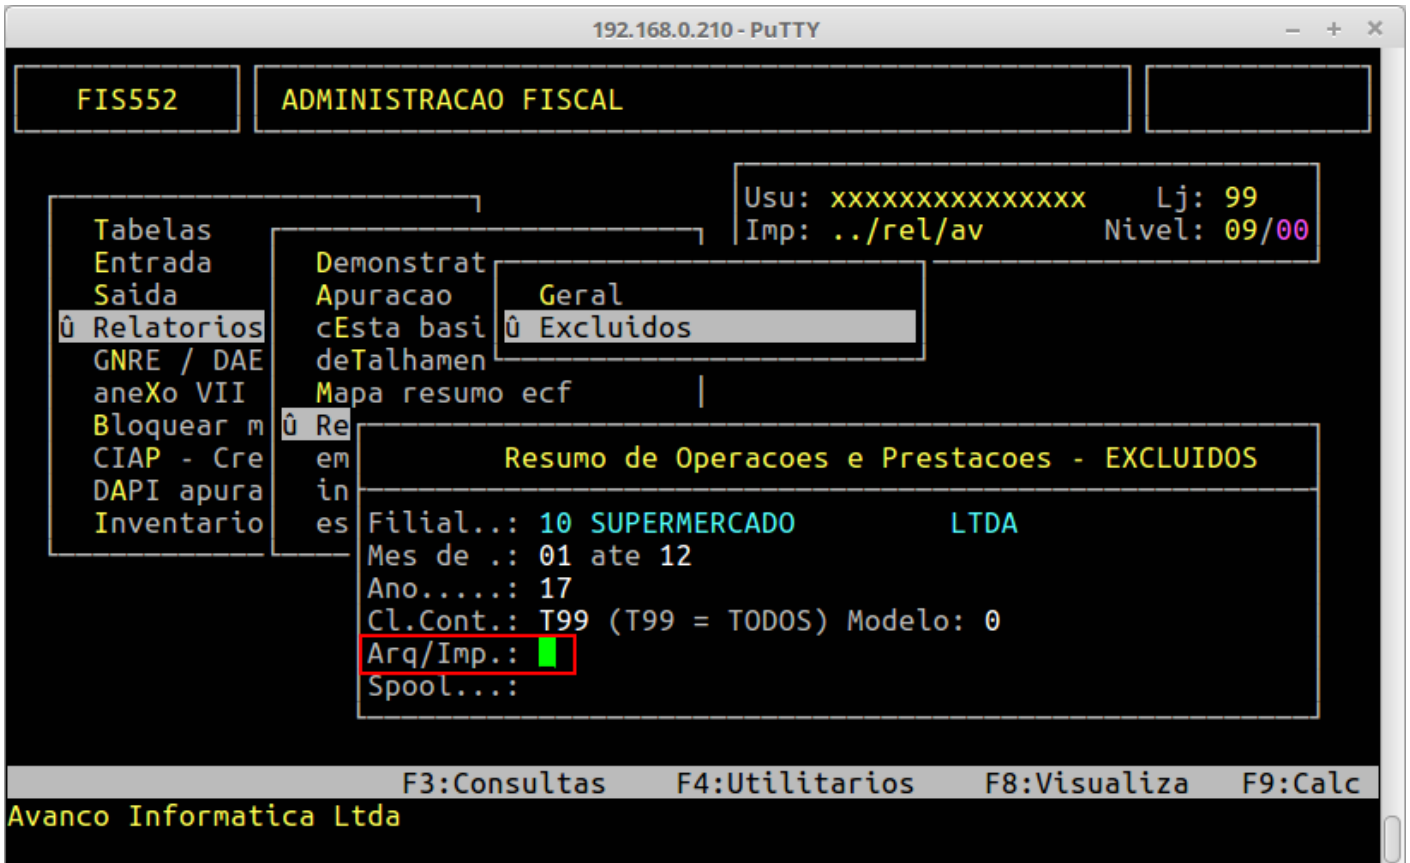 192.168.0.210 - PuTTY
FIS552
ADMINISTRACAO FISCAL
Usu: xxxxxxxxxxxxxxx Lj: 99
Imp: ../rel/av Nivel: 09/00
Tabelas
Entrada
Saida
û Relatorios
GNRE / DAE
aneXo VII
Bloquear m
CIAP - Cre
DAPI apura
Inventario
Demonstrat
Apuracao
cEsta basi
deTalhamen
Mapa resumo ecf
û Re
em
in
es
Geral
û Excluidos
Resumo de Operacoes e Prestacoes - EXCLUIDOS
Filial..: 10 SUPERMERCADO LTDA
Mes de .: 01 ate 12
Ano.....: 17
Cl.Cont.: T99 (T99 = TODOS) Modelo: 0
Arq/Imp.:
Spool...:
F3:Consultas F4:Utilitarios F8:Visualiza F9:Calc
Avanco Informatica Ltda